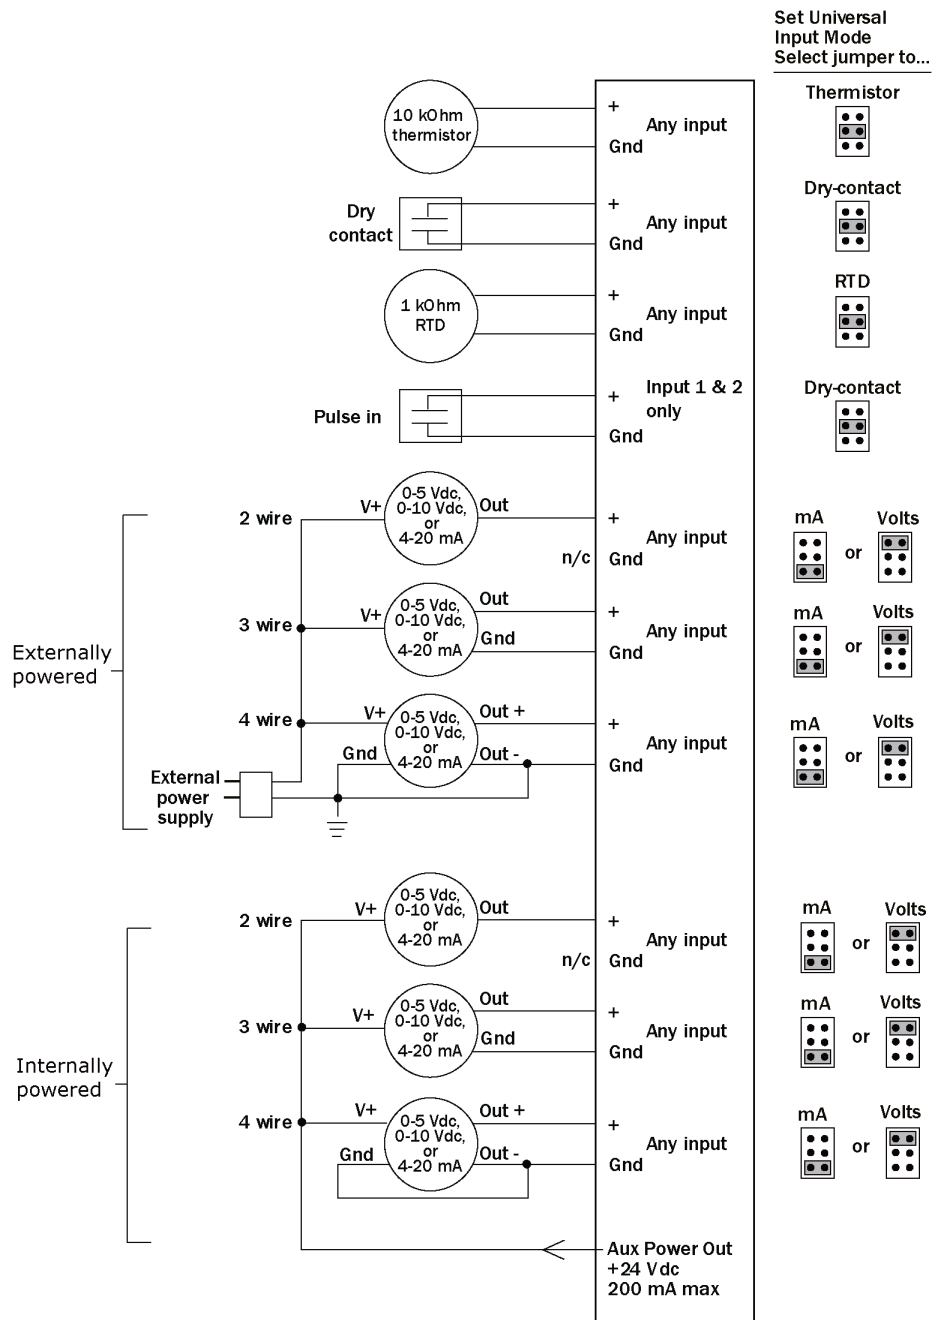 Set Universal
Input Mode
Select jumper to...
Thermistor
10 kOhm
thermistor
+
Any input
Gnd
Dry-contact
Dry
contact
+
Any input
Gnd
RTD
1 kOhm
RTD
+
Any input
Gnd
Dry-contact
Pulse in
+
Input 1 & 2
only
Gnd
2 wire
V+
0-5 Vdc,
0-10 Vdc,
or
4-20 mA
Out
+
Any input
n/c
Gnd
mA
or
Volts
3 wire
V+
0-5 Vdc,
0-10 Vdc,
or
4-20 mA
Out
Gnd
+
Any input
Gnd
mA
or
Volts
Externally
powered
4 wire
V+
Gnd
0-5 Vdc,
0-10 Vdc,
or
4-20 mA
Out +
Out -
+
Any input
Gnd
mA
or
Volts
External
power
supply
2 wire
V+
0-5 Vdc,
0-10 Vdc,
or
4-20 mA
Out
+
Any input
n/c
Gnd
mA
or
Volts
3 wire
V+
0-5 Vdc,
0-10 Vdc,
or
4-20 mA
Out
Gnd
+
Any input
Gnd
mA
or
Volts
Internally
powered
4 wire
V+
Gnd
0-5 Vdc,
0-10 Vdc,
or
4-20 mA
Out +
Out -
+
Any input
Gnd
mA
or
Volts
Aux Power Out
+24 Vdc
200 mA max